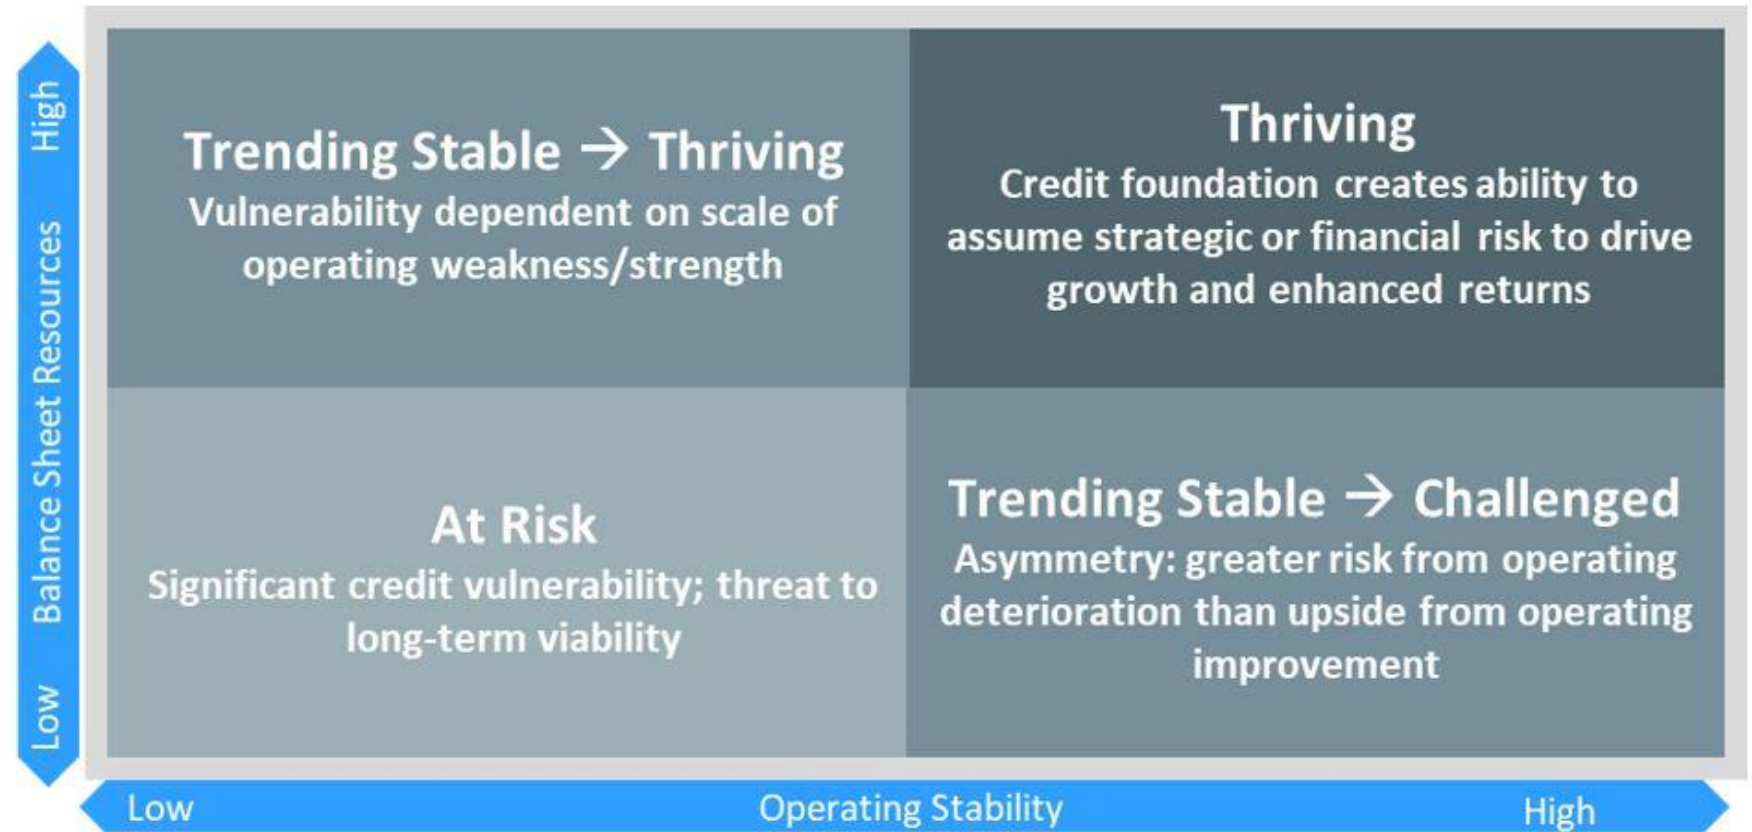 High
Balance Sheet Resources
Low
Trending Stable → Thriving
Vulnerability dependent on scale of
operating weakness/strength
Thriving
Credit foundation creates ability to
assume strategic or financial risk to drive
growth and enhanced returns
At Risk
Significant credit vulnerability; threat to
long-term viability
Trending Stable → Challenged
Asymmetry: greater risk from operating
deterioration than upside from operating
improvement
Low
Operating Stability
High